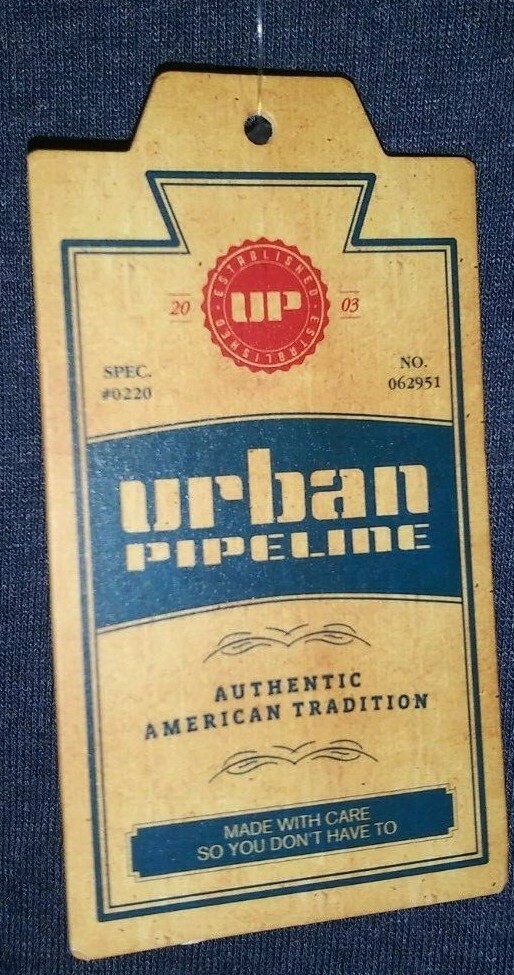 ESTABLISHED · ESTABLISHED ·
20 UP 03
SPEC.
#0220
NO.
062951
urban
PIPELINE
AUTHENTIC
AMERICAN TRADITION
MADE WITH CARE
SO YOU DON'T HAVE TO